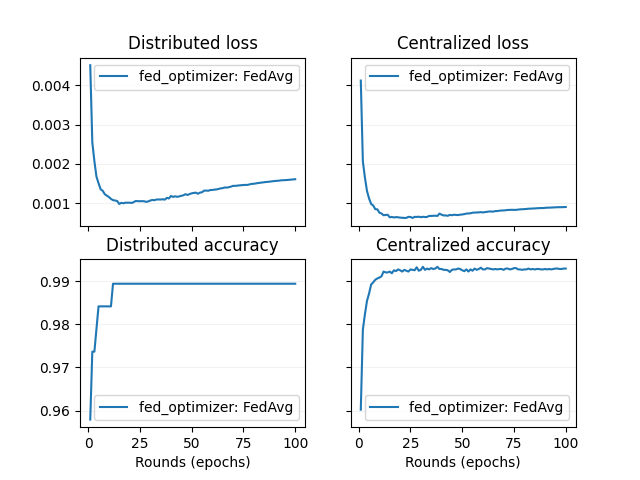 Distributed loss
Centralized loss
fed_optimizer: FedAvg
fed_optimizer: FedAvg
0.004
0.003
0.002
0.001
Distributed accuracy
Centralized accuracy
0.99
0.98
0.97
0.96
fed_optimizer: FedAvg
fed_optimizer: FedAvg
0 25 50 75 100
0 25 50 75 100
Rounds (epochs)
Rounds (epochs)